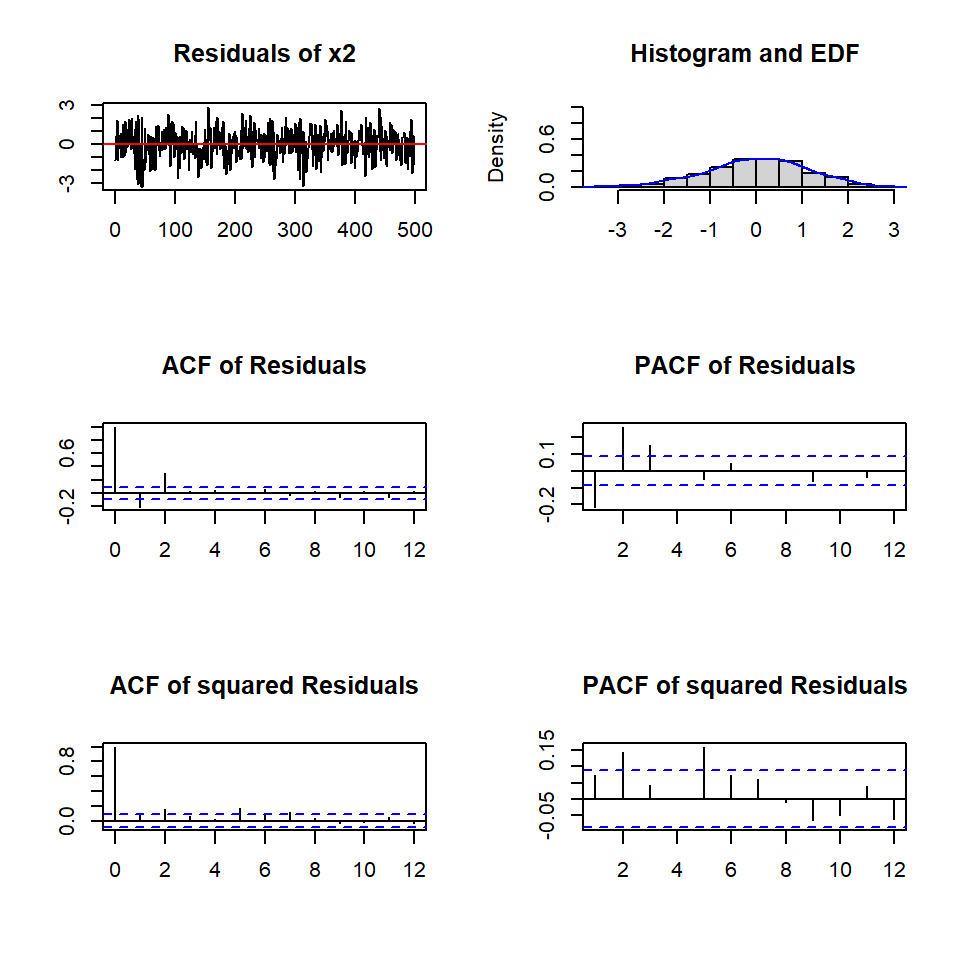 Residuals of x2
3
0
-3
0 100 200 300 400 500
Histogram and EDF
Density
0.6
0.0
-3 -2 -1 0 1 2 3
ACF of Residuals
0.6
-0.2
0 2 4 6 8 10 12
PACF of Residuals
0.1
-0.2
2 4 6 8 10 12
ACF of squared Residuals
0.8
0.0
0 2 4 6 8 10 12
PACF of squared Residuals
0.15
-0.05
2 4 6 8 10 12